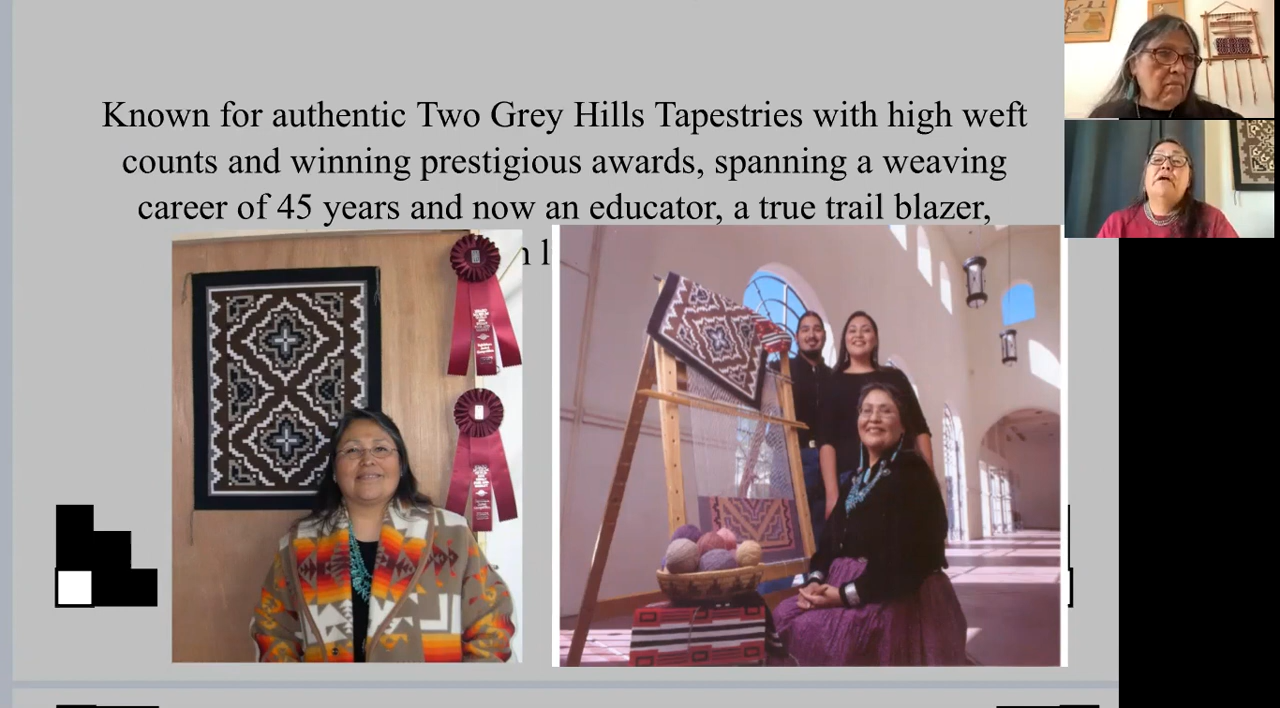 Known for authentic Two Grey Hills Tapestries with high weft
counts and winning prestigious awards, spanning a weaving
career of 45 years and now an educator, a true trail blazer,